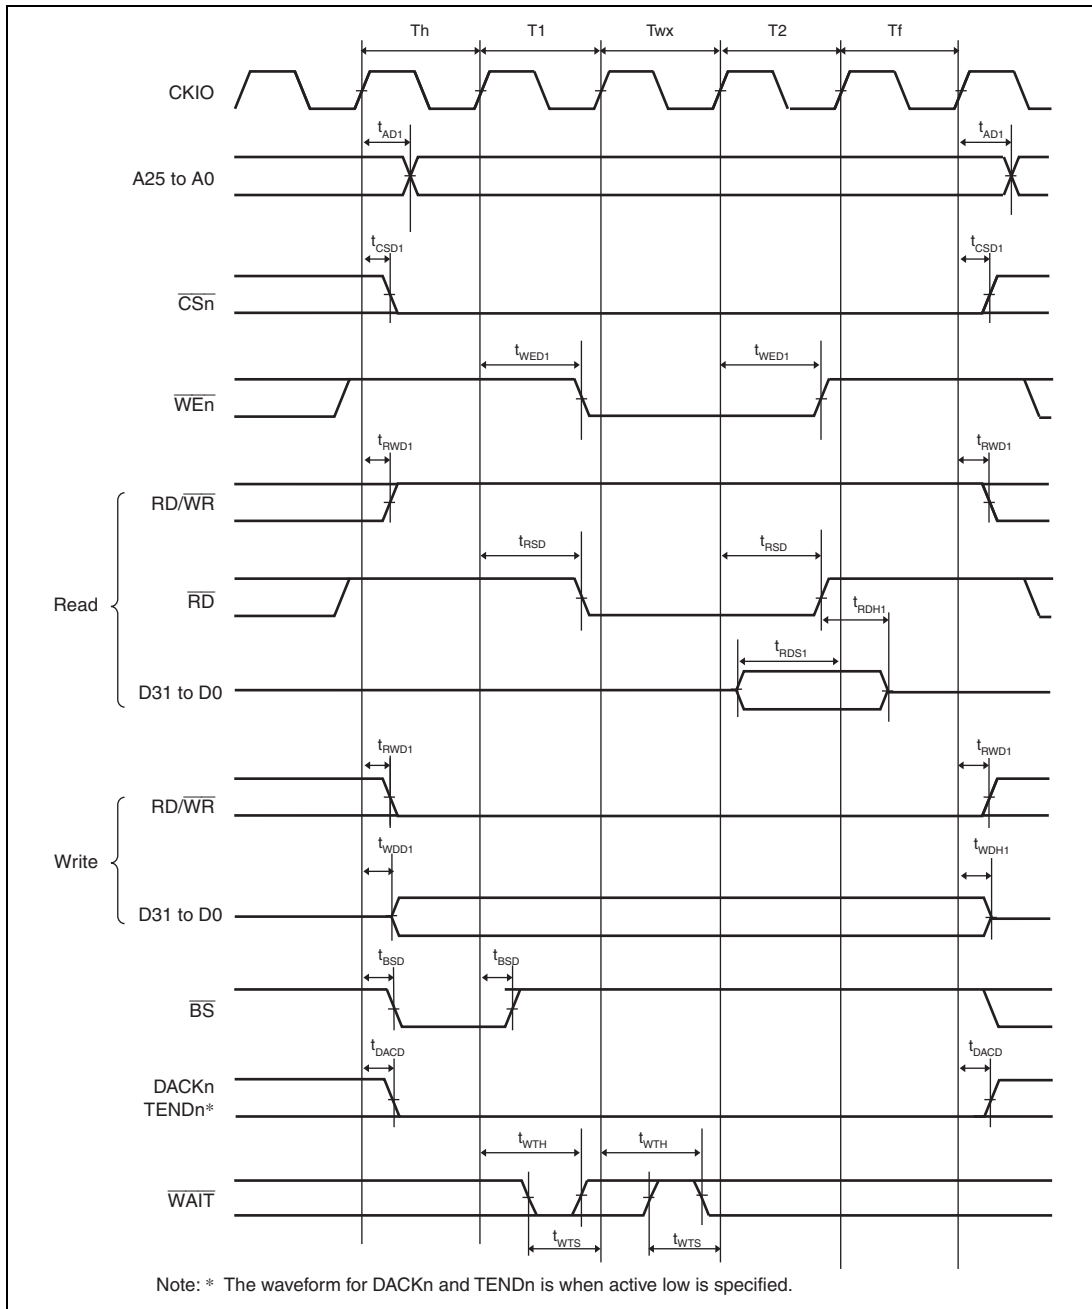 Th T1 Twx T2 Tf
CKIO
tAD1 tAD1
A25 to A0
tCSD1 tCSD1
CSn
tWED1 tWED1
WEn
tRWD1 tRWD1
RD/WR
tRSD tRSD
Read
RD
tRDH1
tRDS1
D31 to D0
tRWD1 tRWD1
RD/WR
tWDD1 tWDH1
Write
D31 to D0
tBSD tBSD
BS
tDACD tDACD
DACKn
TENDn*
tWTH tWTH
WAIT
tWTS tWTS
Note: * The waveform for DACKn and TENDn is when active low is specified.